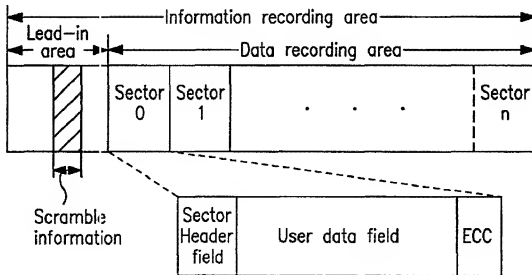 Information recording area
Lead-in
area
Data recording area
Sector
0
Sector
1
. . .
Sector
n
Scramble
information
Sector
Header
field
User data field
ECC